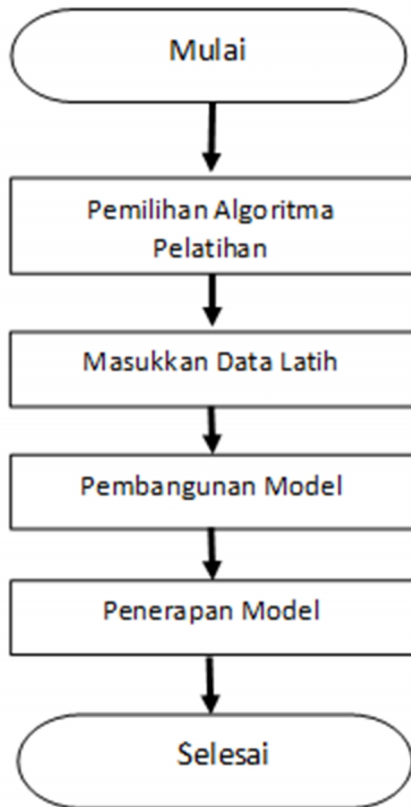 Mulai
Pemilihan Algoritma
Pelatihan
Masukkan Data Latih
Pembangunan Model
Penerapan Model
Selesai